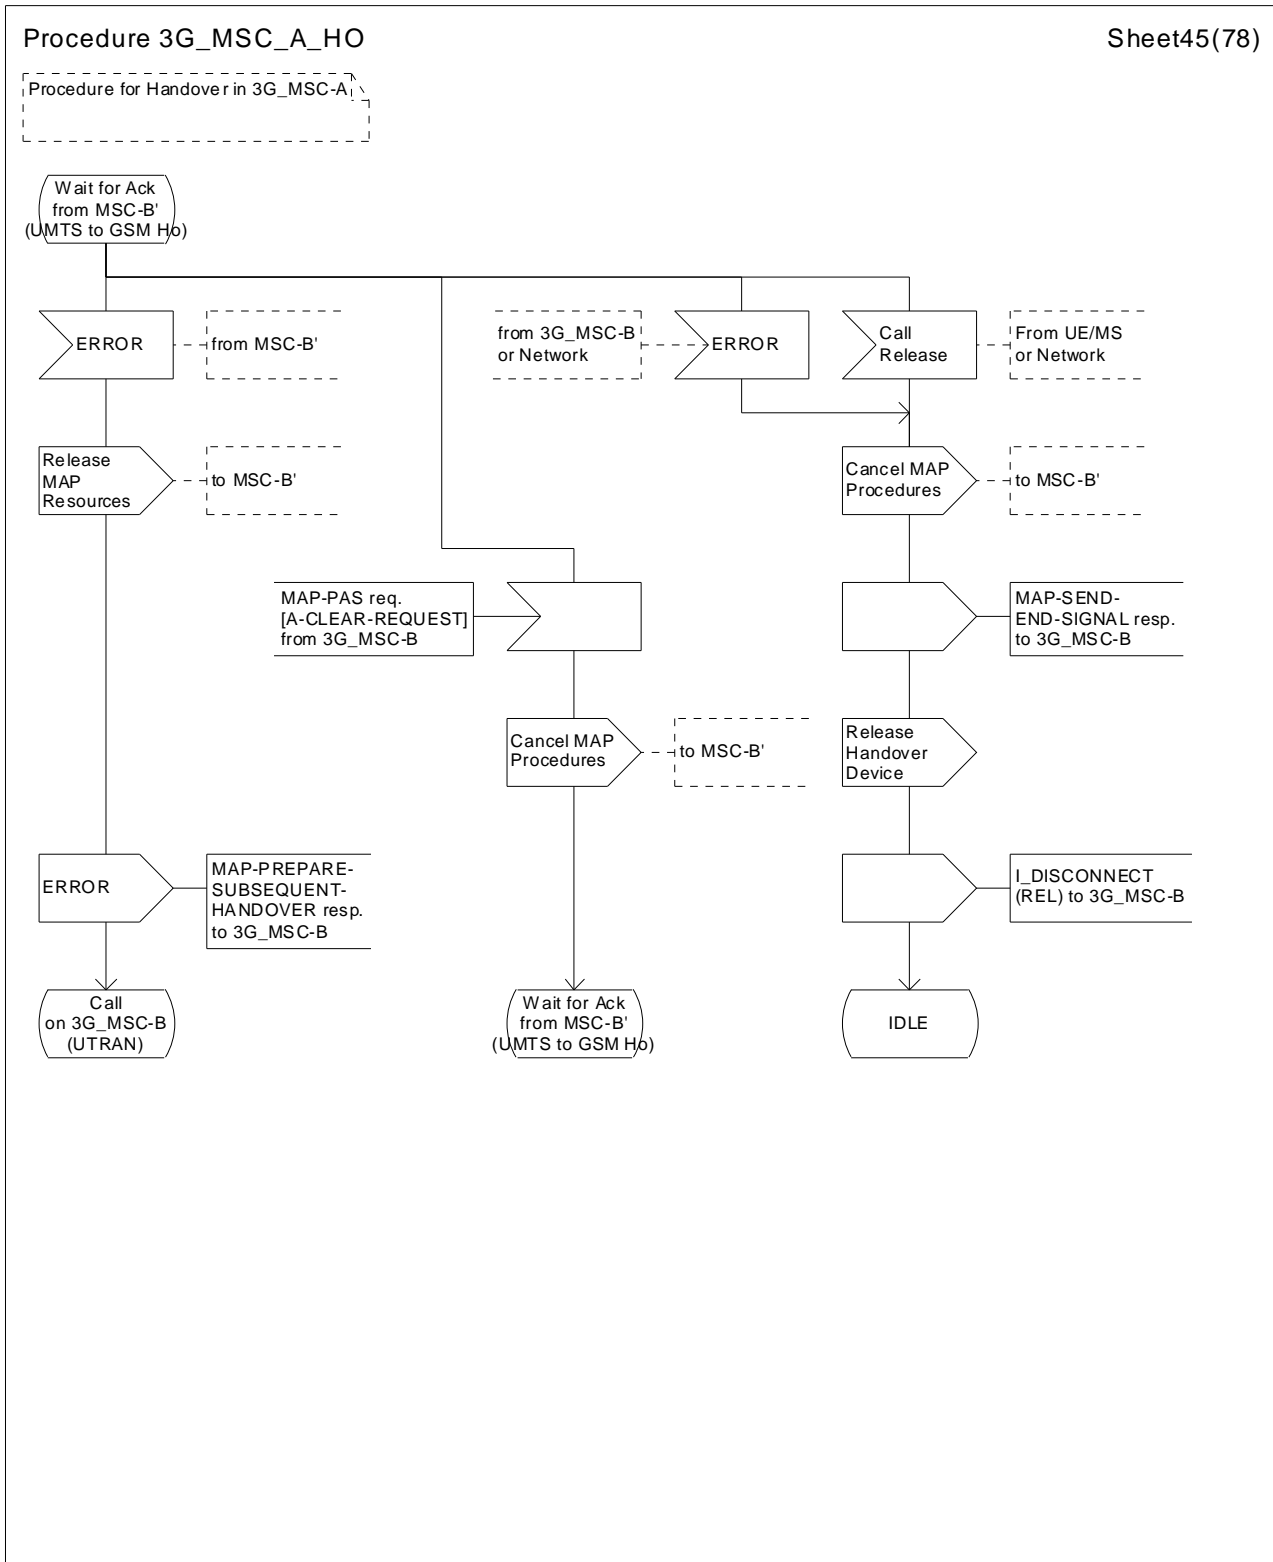 Procedure 3G_MSC_A_HO
Sheet45(78)
Procedure for Handover in 3G_MSC-A
Wait for Ack
from MSC-B'
(UMTS to GSM Ho)
ERROR
from MSC-B'
from 3G_MSC-B
or Network
ERROR
Call
Release
From UE/MS
or Network
Release
MAP
Resources
to MSC-B'
Cancel MAP
Procedures
to MSC-B'
MAP-PAS req.
[A-CLEAR-REQUEST]
from 3G_MSC-B
MAP-SEND-
END-SIGNAL resp.
to 3G_MSC-B
Cancel MAP
Procedures
to MSC-B'
Release
Handover
Device
ERROR
MAP-PREPARE-
SUBSEQUENT-
HANDOVER resp.
to 3G_MSC-B
I_DISCONNECT
(REL) to 3G_MSC-B
Call
on 3G_MSC-B
(UTRAN)
Wait for Ack
from MSC-B'
(UMTS to GSM Ho)
IDLE